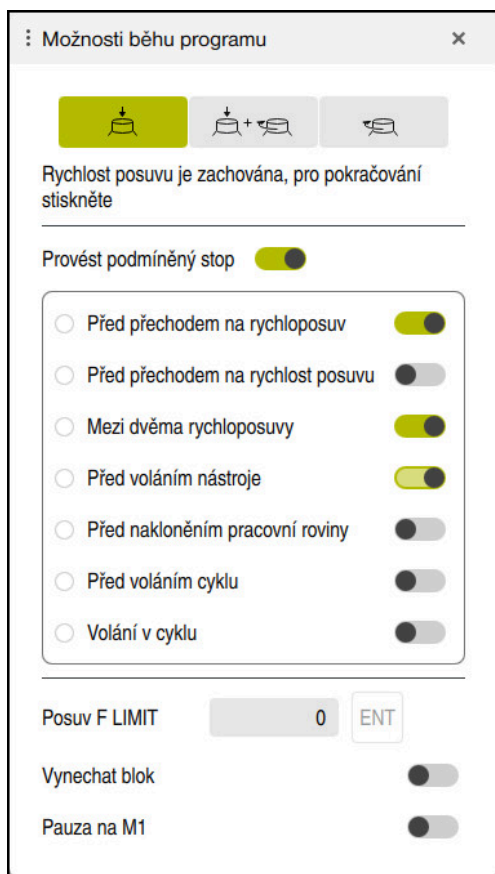 Možnosti běhu programu
Rychlost posuvu je zachována, pro pokračování
stiskněte
Provést podmíněný stop
Před přechodem na rychloposuv
Před přechodem na rychlost posuvu
Mezi dvěma rychloposuvy
Před voláním nástroje
Před nakloněním pracovní roviny
Před voláním cyklu
Volání v cyklu
Posuv F LIMIT 0 ENT
Vynechat blok
Pauza na M1